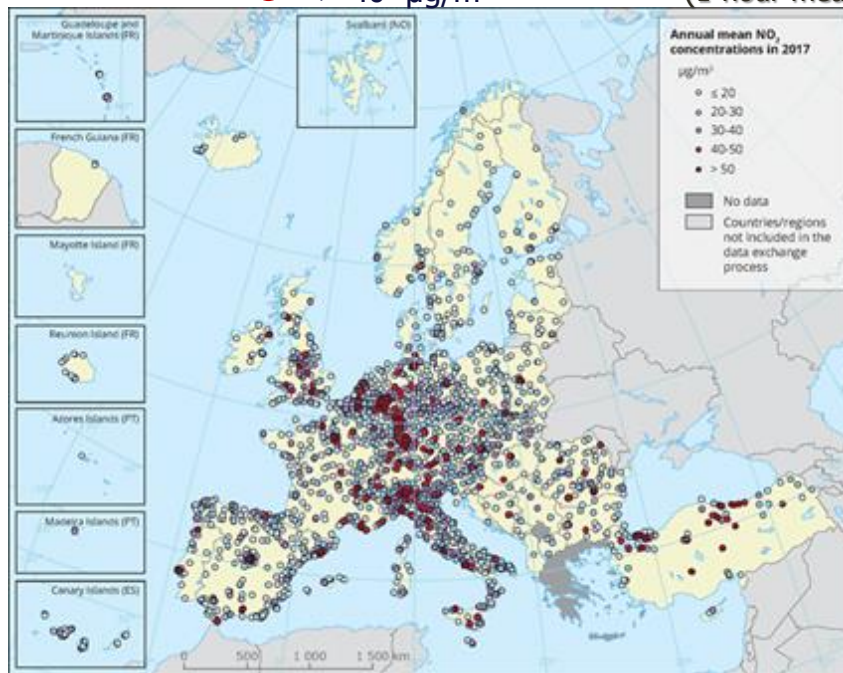 40 µg/m
Guadeloupe and
Martinique Islands (FR)
Svalbard (NO)
French Guiana (FR)
Mayotte Island (FR)
Reunion Island (FR)
Azores Islands (PT)
Madeira Islands (PT)
Canary Islands (ES)
Annual mean NO₂
concentrations in 2017
µg/m³
≤ 20
20-30
30-40
40-50
> 50
No data
Countries/regions
not included in the
data exchange
process
0 500 1 000 1 500 km